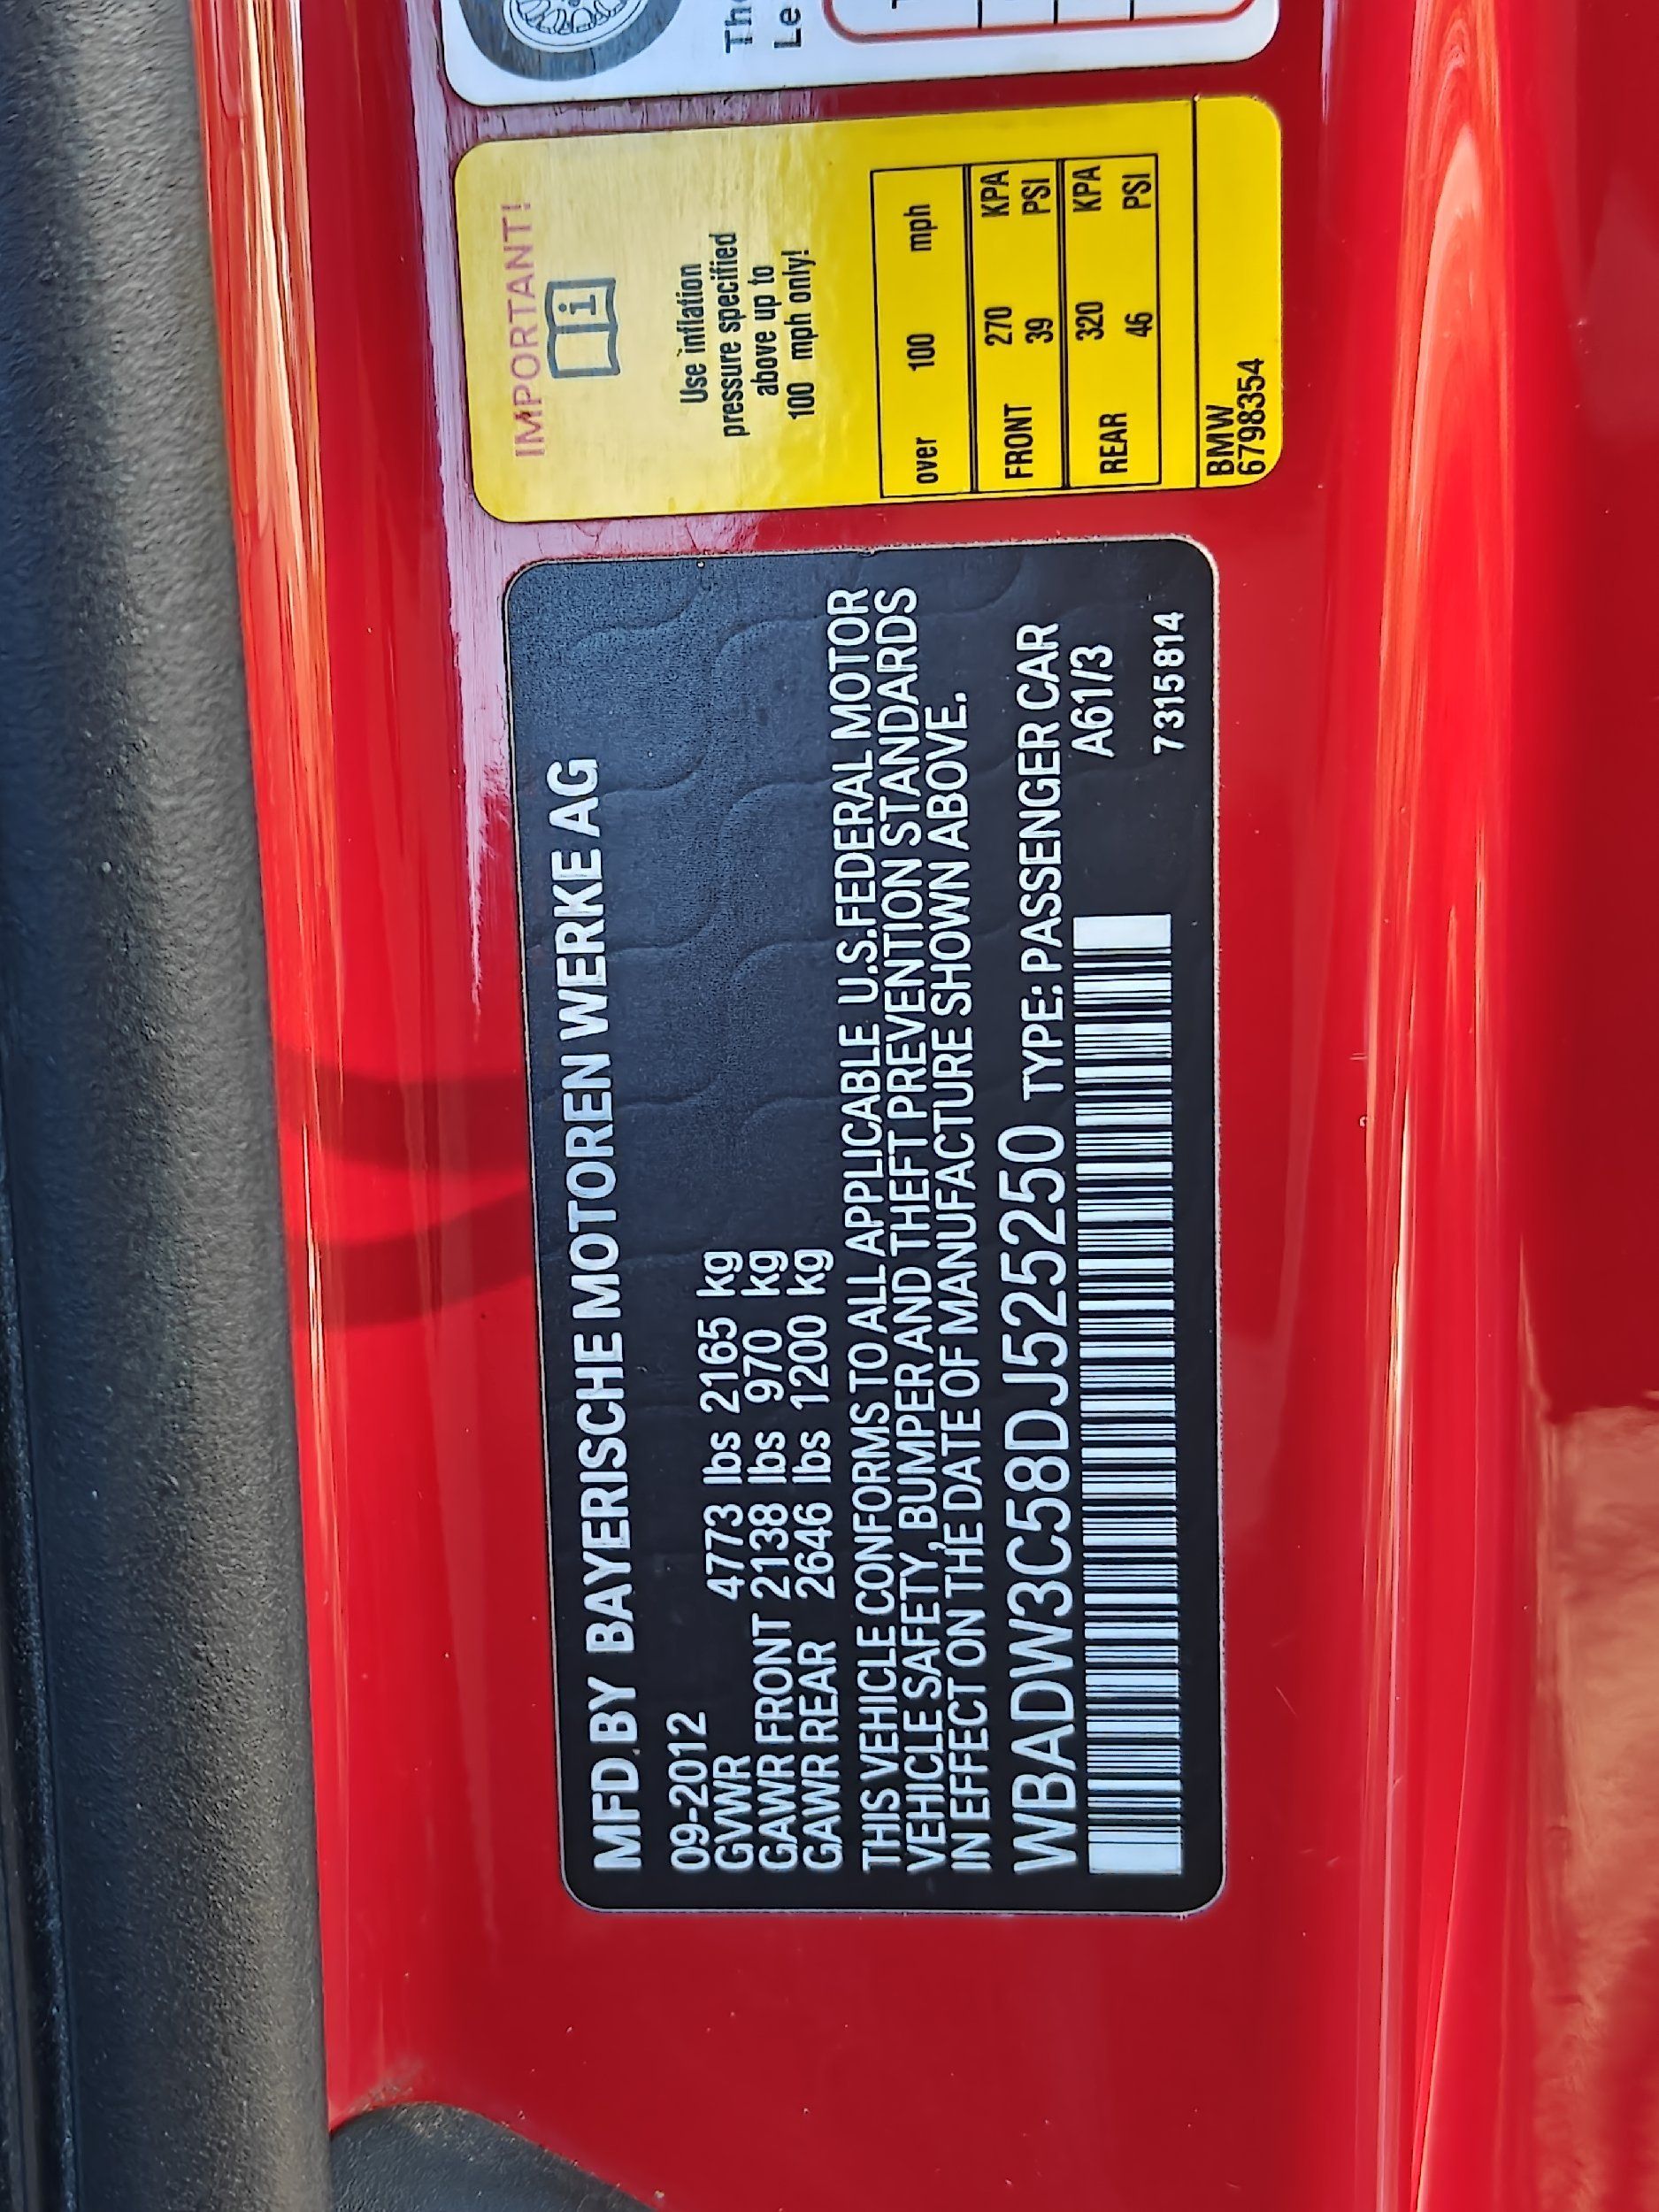 MFD BY BAYERISCHE MOTOREN WERKE AG
09-2012
GVWR 4773 lbs 2165 kg
GAWR FRONT 2138 lbs 970 kg
GAWR REAR 2646 lbs 1200 kg
THIS VEHICLE CONFORMS TO ALL APPLICABLE U.S.FEDERAL MOTOR
VEHICLE SAFETY, BUMPER AND THEFT PREVENTION STANDARDS
IN EFFECT ON THE DATE OF MANUFACTURE SHOWN ABOVE.
WBADW3C58DJ525250 TYPE: PASSENGER CAR
A61/3
7315814
IMPORTANT!
i
Use inflation
pressure specified
above up to
100 mph only!
over 100 mph
FRONT 270 KPA
39 PSI
REAR 320 KPA
46 PSI
BMW
6798354
Le